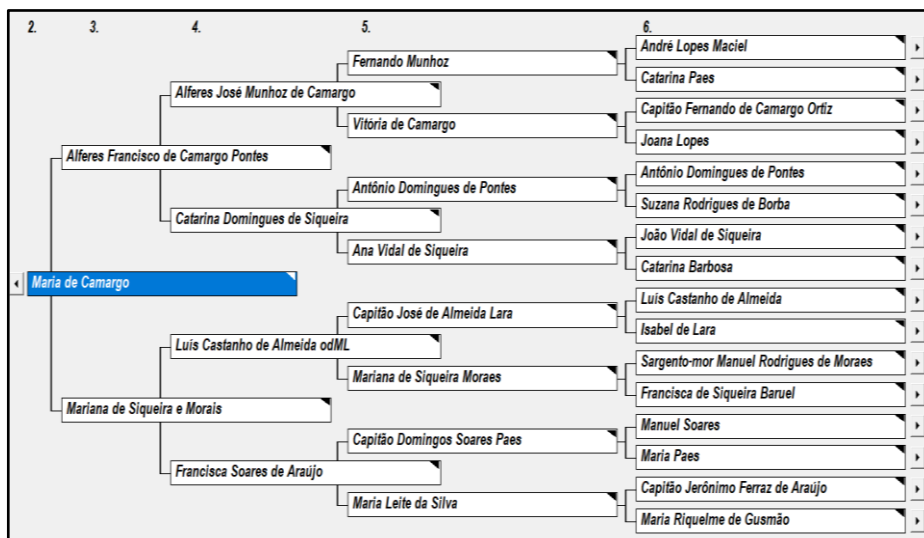 2. 3. 4. 5. 6.
André Lopes Maciel
Fernando Munhoz
Catarina Paes
Alferes José Munhoz de Camargo
Capitão Fernando de Camargo Ortiz
Vitória de Camargo
Joana Lopes
Alferes Francisco de Camargo Pontes
Antônio Domingues de Pontes
Antônio Domingues de Pontes
Suzana Rodrigues de Borba
Catarina Domingues de Siqueira
João Vidal de Siqueira
Ana Vidal de Siqueira
Catarina Barbosa
Maria de Camargo
Luís Castanho de Almeida
Capitão José de Almeida Lara
Isabel de Lara
Luís Castanho de Almeida odML
Sargento-mor Manuel Rodrigues de Moraes
Mariana de Siqueira Moraes
Francisca de Siqueira Baruel
Mariana de Siqueira e Morais
Manuel Soares
Capitão Domingos Soares Paes
Maria Paes
Francisca Soares de Araújo
Capitão Jerônimo Ferraz de Araújo
Maria Leite da Silva
Maria Riquelme de Gusmão